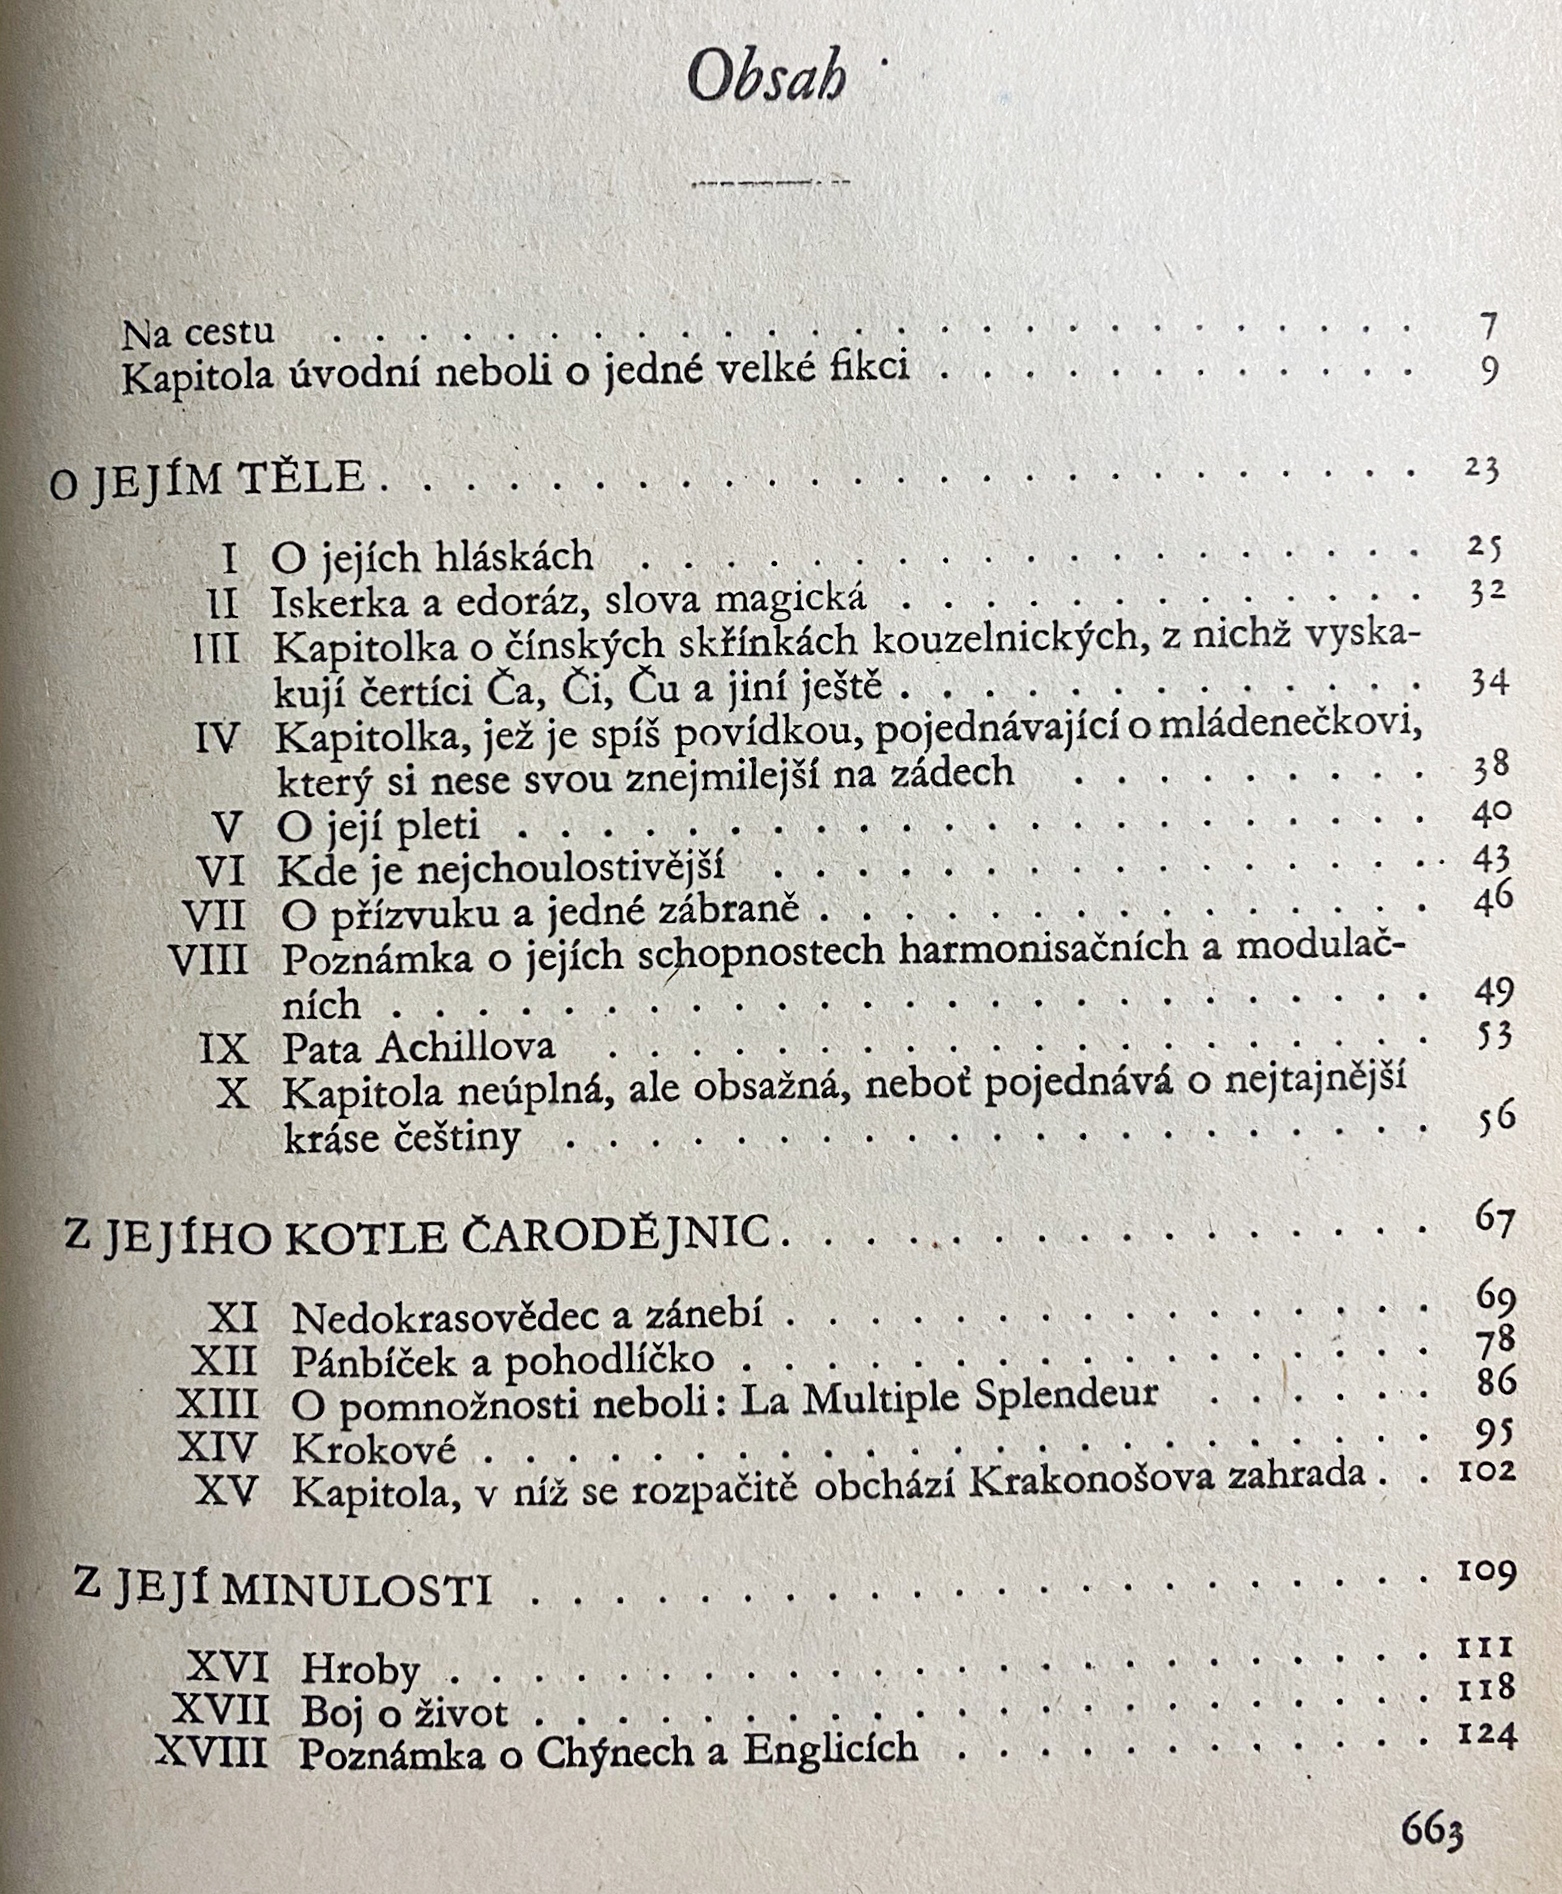 Obsah
Na cestu . . . . . . . . . . . . . . . . . . . . . . . . . . 7
Kapitola úvodní neboli o jedné velké fikci . . . . . . . . . . . . 9
O JEJÍM TĚLE . . . . . . . . . . . . . . . . . . . . . . . . . 23
I O jejích hláskách . . . . . . . . . . . . . . . . . . . 25
II Iskerka a edoráz, slova magická . . . . . . . . . . . . . 32
III Kapitolka o čínských skřínkách kouzelnických, z nichž vyska-
kují čertíci Ča, Či, Ču a jiní ještě . . . . . . . . . . . . . 34
IV Kapitolka, jež je spíš povídkou, pojednávající o mládenečkovi,
který si nese svou znejmilejší na zádech . . . . . . . . . 38
V O její pleti . . . . . . . . . . . . . . . . . . . . . . 40
VI Kde je nejchoulostivější . . . . . . . . . . . . . . . . 43
VII O přízvuku a jedné zábraně . . . . . . . . . . . . . . . 46
VIII Poznámka o jejích schopnostech harmonisačních a modulač-
ních . . . . . . . . . . . . . . . . . . . . . . . . . 49
IX Pata Achillova . . . . . . . . . . . . . . . . . . . . 53
X Kapitola neúplná, ale obsažná, neboť pojednává o nejtajnější
kráse češtiny . . . . . . . . . . . . . . . . . . . . . 56
Z JEJÍHO KOTLE ČARODĚJNIC . . . . . . . . . . . . . . . . 67
XI Nedokrasovědec a zánebí . . . . . . . . . . . . . . . . 69
XII Pánbíček a pohodlíčko . . . . . . . . . . . . . . . . . 78
XIII O pomnožnosti neboli: La Multiple Splendeur . . . . . . 86
XIV Krokové . . . . . . . . . . . . . . . . . . . . . . . 95
XV Kapitola, v níž se rozpačitě obchází Krakonošova zahrada . . 102
Z JEJÍ MINULOSTI . . . . . . . . . . . . . . . . . . . . . . 109
XVI Hroby . . . . . . . . . . . . . . . . . . . . . . . . 111
XVII Boj o život . . . . . . . . . . . . . . . . . . . . . . 118
XVIII Poznámka o Chýnech a Englicích . . . . . . . . . . . . 124
663